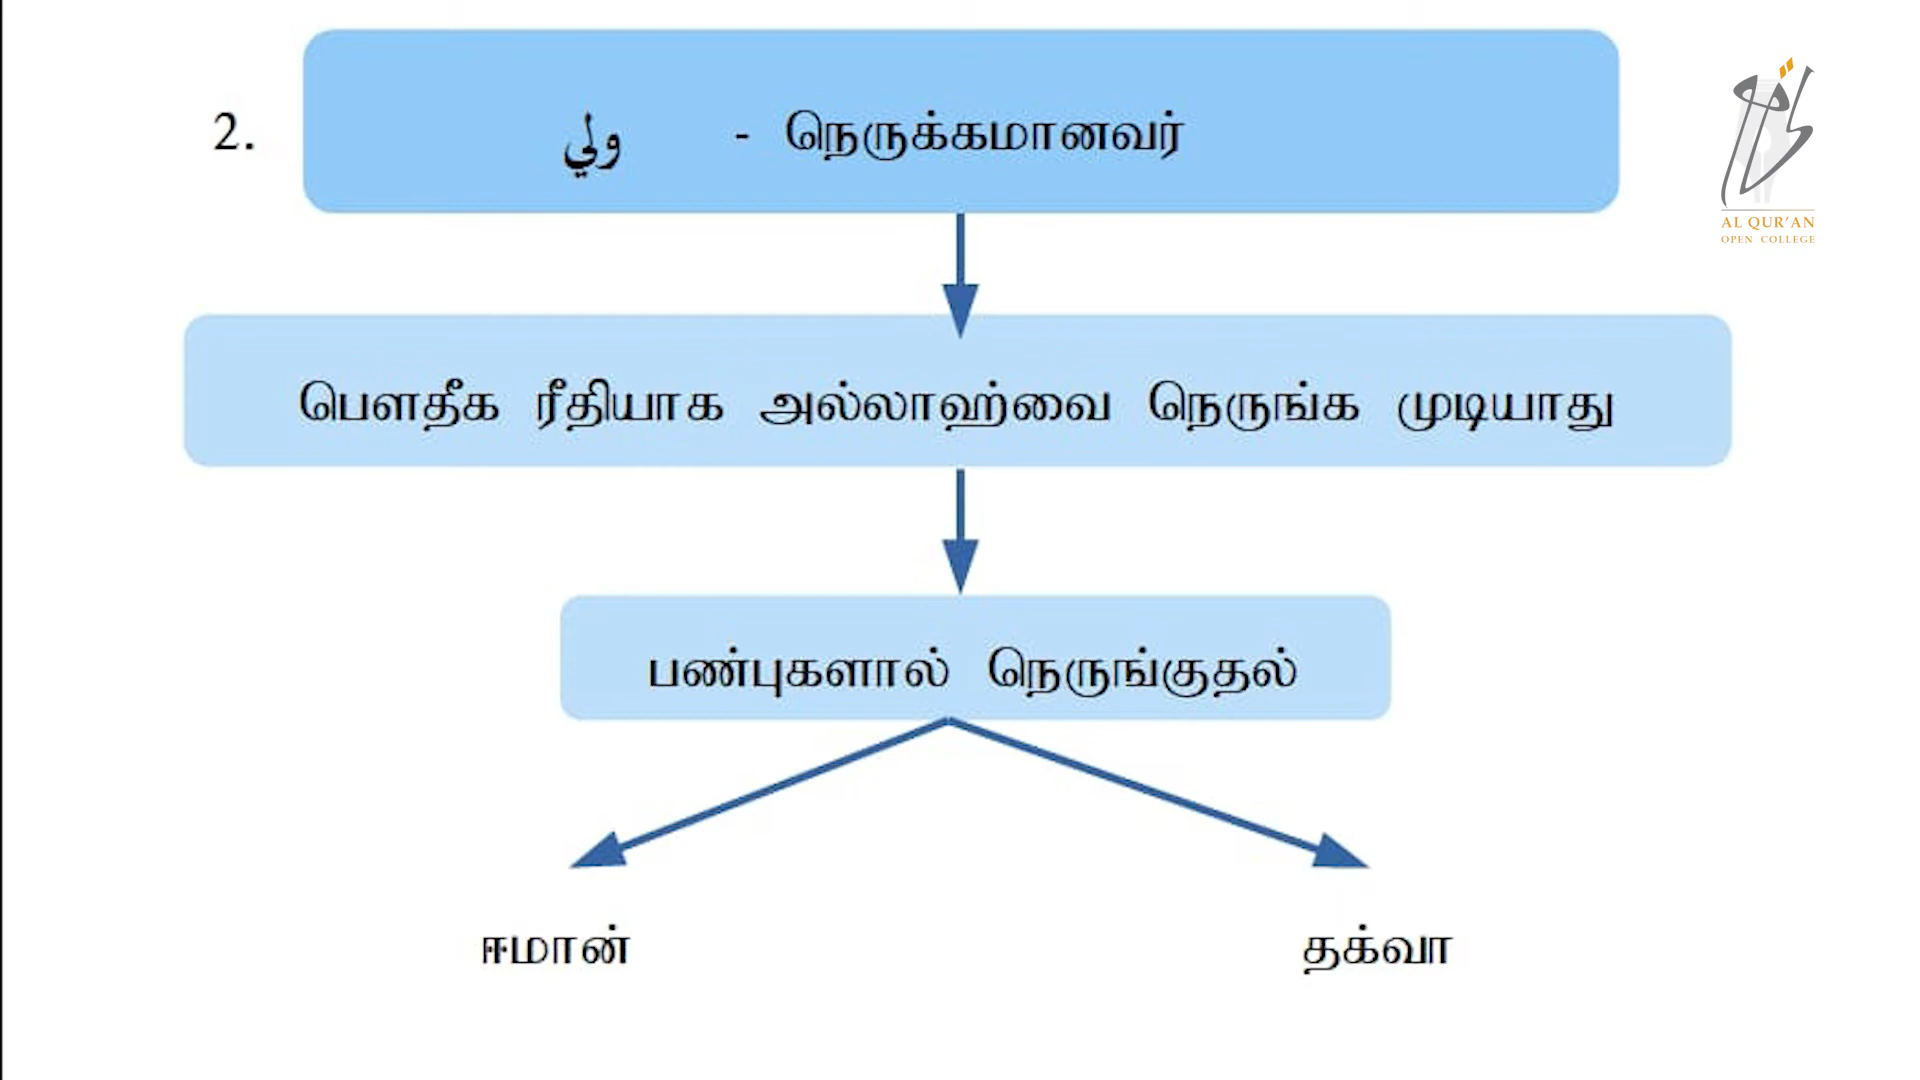 2. ولي - நெருக்கமானவர்
AL QUR'AN
OPEN COLLEGE
பௌதீக ரீதியாக அல்லாஹ்வை நெருங்க முடியாது
பண்புகளால் நெருங்குதல்
ஈமான்
தக்வா